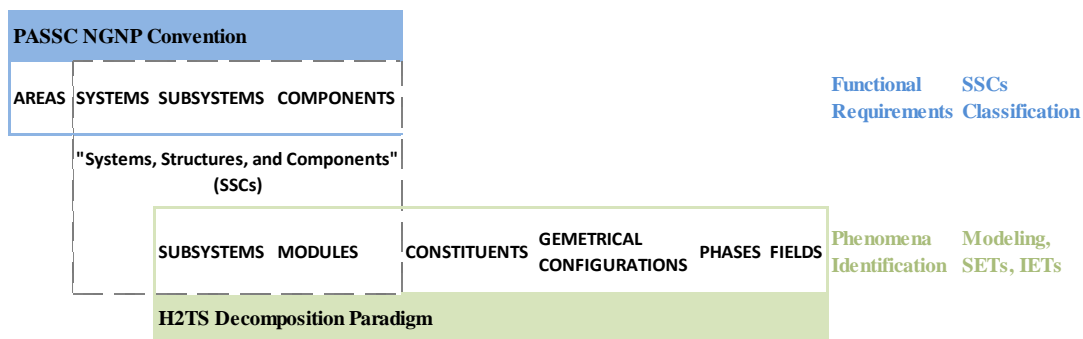 PASSC NGNP Convention
AREAS SYSTEMS SUBSYSTEMS COMPONENTS
Functional SSCs
Requirements Classification
"Systems, Structures, and Components"
(SSCs)
SUBSYSTEMS MODULES CONSTITUENTS GEMETRICAL CONFIGURATIONS PHASES FIELDS
Phenomena Modeling,
Identification SETs, IETs
H2TS Decomposition Paradigm